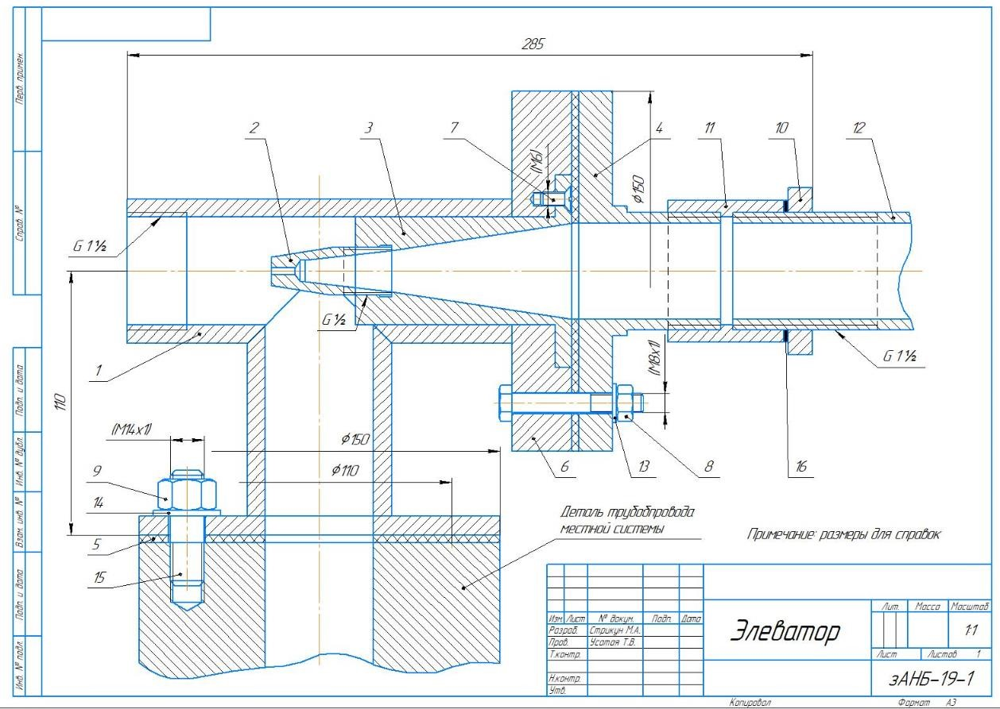 285
2
3
7
4
11
10
12
(М6)
⌀150
G 1½
G ½
G 1½
(М8х1)
1
110
(М14х1)
⌀150
⌀110
9
14
5
15
6
13
8
16
Деталь трубобпровода
местной системы
Примечание: размеры для справок
Перв. примен.
Справ. №
Подп. и дата
Инв. № дубл.
Взам. инв. №
Подп. и дата
Инв. № подл.
Изм. Лист № докум. Подп. Дата
Разраб. Стрикун М.А.
Пров. Усатая Т.В.
Т.контр.
Н.контр.
Утв.
Элеватор
Лит. Масса Масштаб
1:1
Лист Листов 1
зАНБ-19-1
Копировал Формат А3